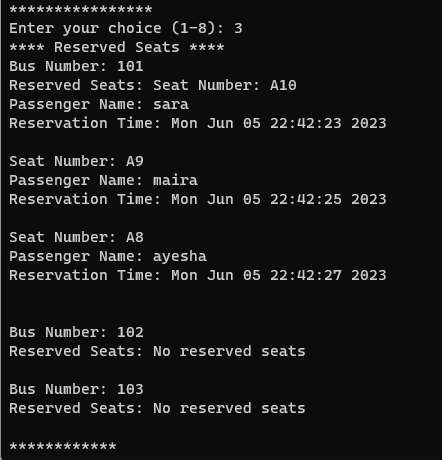 ****************
Enter your choice (1-8): 3
**** Reserved Seats ****
Bus Number: 101
Reserved Seats: Seat Number: A10
Passenger Name: sara
Reservation Time: Mon Jun 05 22:42:23 2023
Seat Number: A9
Passenger Name: maira
Reservation Time: Mon Jun 05 22:42:25 2023
Seat Number: A8
Passenger Name: ayesha
Reservation Time: Mon Jun 05 22:42:27 2023
Bus Number: 102
Reserved Seats: No reserved seats
Bus Number: 103
Reserved Seats: No reserved seats
************